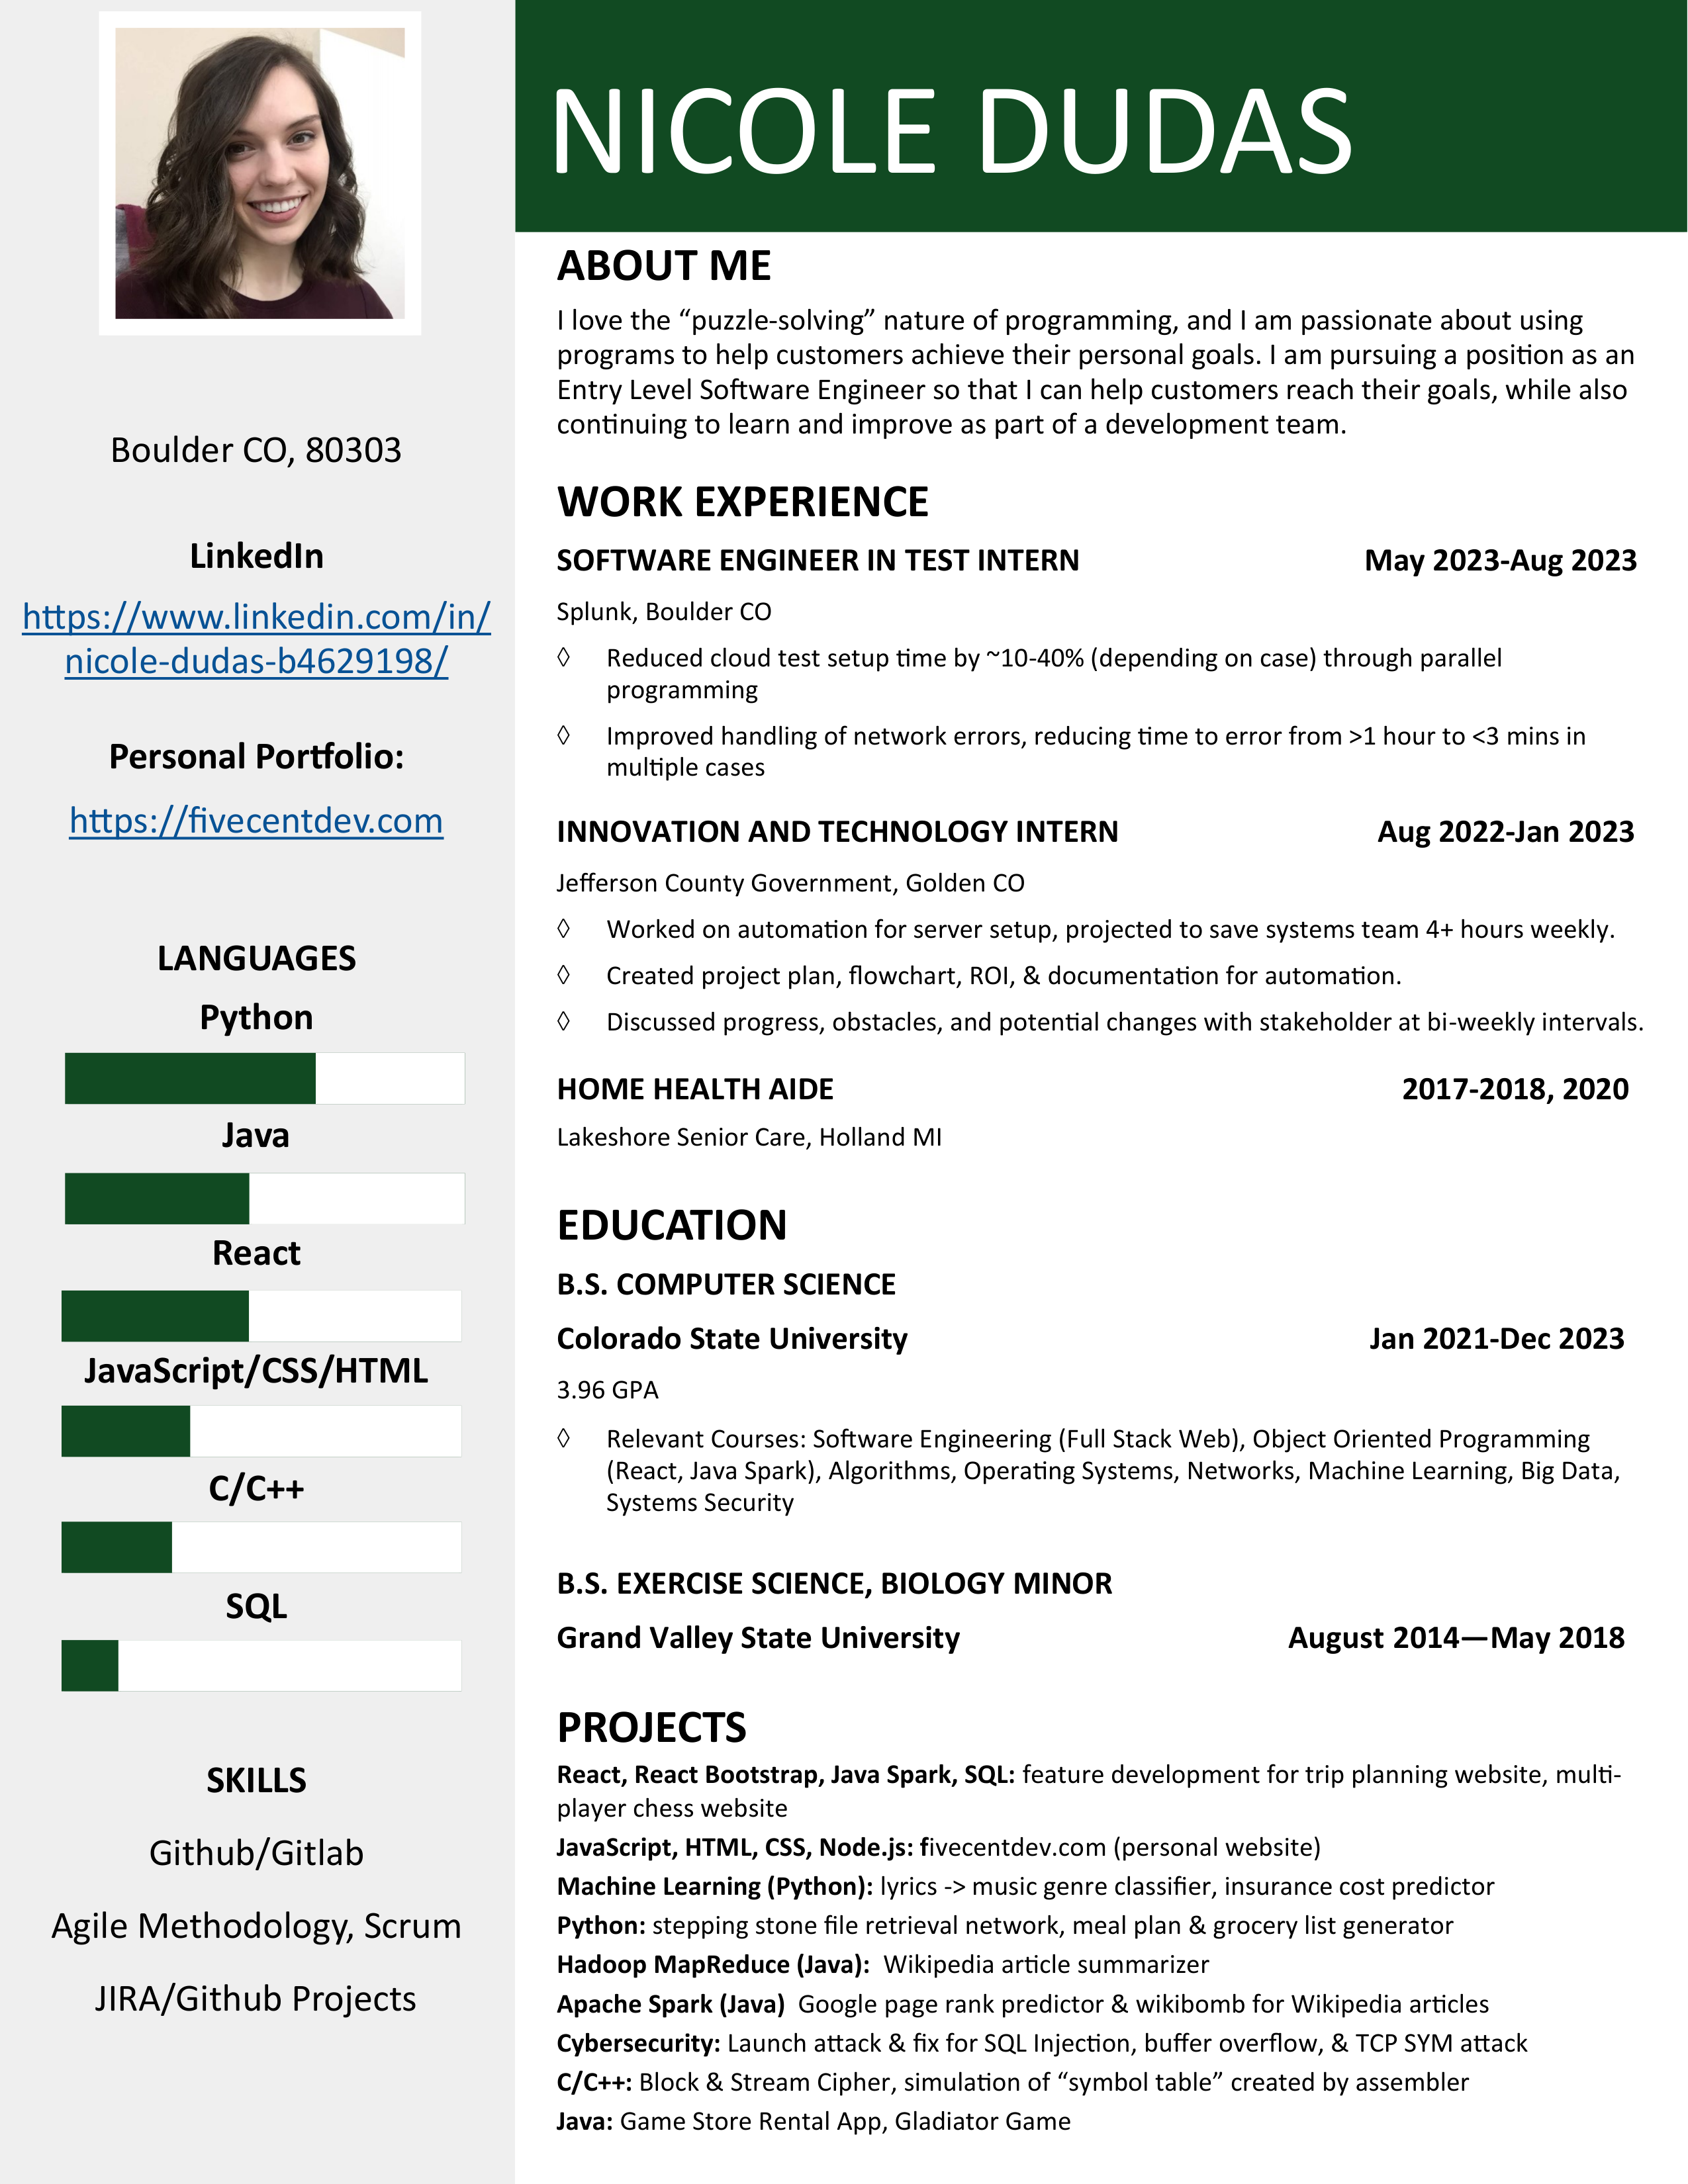 NICOLE DUDAS
Boulder CO, 80303
LinkedIn
https://www.linkedin.com/in/
nicole-dudas-b4629198/
Personal Portfolio:
https://fivecentdev.com
LANGUAGES
Python
Java
React
JavaScript/CSS/HTML
C/C++
SQL
SKILLS
Github/Gitlab
Agile Methodology, Scrum
JIRA/Github Projects
ABOUT ME
I love the “puzzle-solving” nature of programming, and I am passionate about using
programs to help customers achieve their personal goals. I am pursuing a position as an
Entry Level Software Engineer so that I can help customers reach their goals, while also
continuing to learn and improve as part of a development team.
WORK EXPERIENCE
SOFTWARE ENGINEER IN TEST INTERN May 2023-Aug 2023
Splunk, Boulder CO
◊ Reduced cloud test setup time by ~10-40% (depending on case) through parallel
programming
◊ Improved handling of network errors, reducing time to error from >1 hour to <3 mins in
multiple cases
INNOVATION AND TECHNOLOGY INTERN Aug 2022-Jan 2023
Jefferson County Government, Golden CO
◊ Worked on automation for server setup, projected to save systems team 4+ hours weekly.
◊ Created project plan, flowchart, ROI, & documentation for automation.
◊ Discussed progress, obstacles, and potential changes with stakeholder at bi-weekly intervals.
HOME HEALTH AIDE 2017-2018, 2020
Lakeshore Senior Care, Holland MI
EDUCATION
B.S. COMPUTER SCIENCE
Colorado State University Jan 2021-Dec 2023
3.96 GPA
◊ Relevant Courses: Software Engineering (Full Stack Web), Object Oriented Programming
(React, Java Spark), Algorithms, Operating Systems, Networks, Machine Learning, Big Data,
Systems Security
B.S. EXERCISE SCIENCE, BIOLOGY MINOR
Grand Valley State University August 2014—May 2018
PROJECTS
React, React Bootstrap, Java Spark, SQL: feature development for trip planning website, multi-
player chess website
JavaScript, HTML, CSS, Node.js: fivecentdev.com (personal website)
Machine Learning (Python): lyrics -> music genre classifier, insurance cost predictor
Python: stepping stone file retrieval network, meal plan & grocery list generator
Hadoop MapReduce (Java): Wikipedia article summarizer
Apache Spark (Java) Google page rank predictor & wikibomb for Wikipedia articles
Cybersecurity: Launch attack & fix for SQL Injection, buffer overflow, & TCP SYM attack
C/C++: Block & Stream Cipher, simulation of “symbol table” created by assembler
Java: Game Store Rental App, Gladiator Game